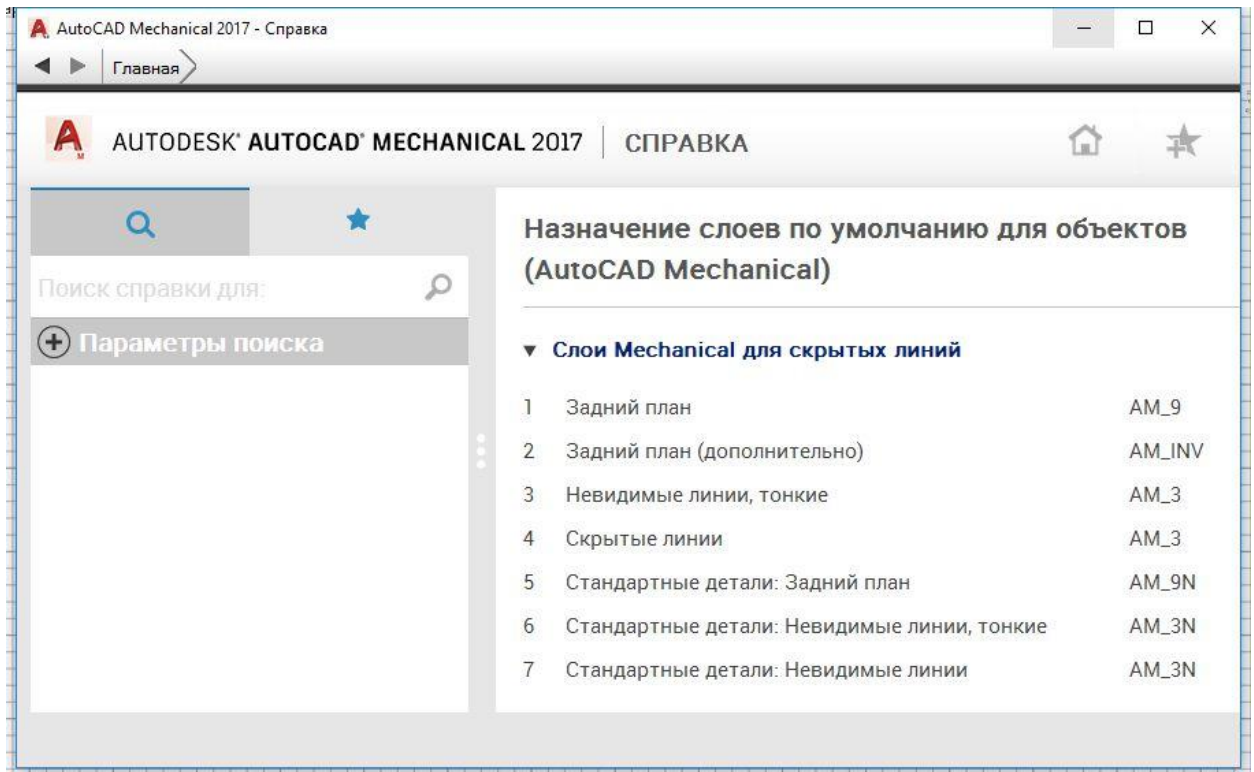 AutoCAD Mechanical 2017 - Справка
Главная
AUTODESK® AUTOCAD® MECHANICAL 2017 | СПРАВКА
Поиск справки для:
Параметры поиска
Назначение слоев по умолчанию для объектов
(AutoCAD Mechanical)
Слои Mechanical для скрытых линий
1 Задний план AM_9
2 Задний план (дополнительно) AM_INV
3 Невидимые линии, тонкие AM_3
4 Скрытые линии AM_3
5 Стандартные детали: Задний план AM_9N
6 Стандартные детали: Невидимые линии, тонкие AM_3N
7 Стандартные детали: Невидимые линии AM_3N